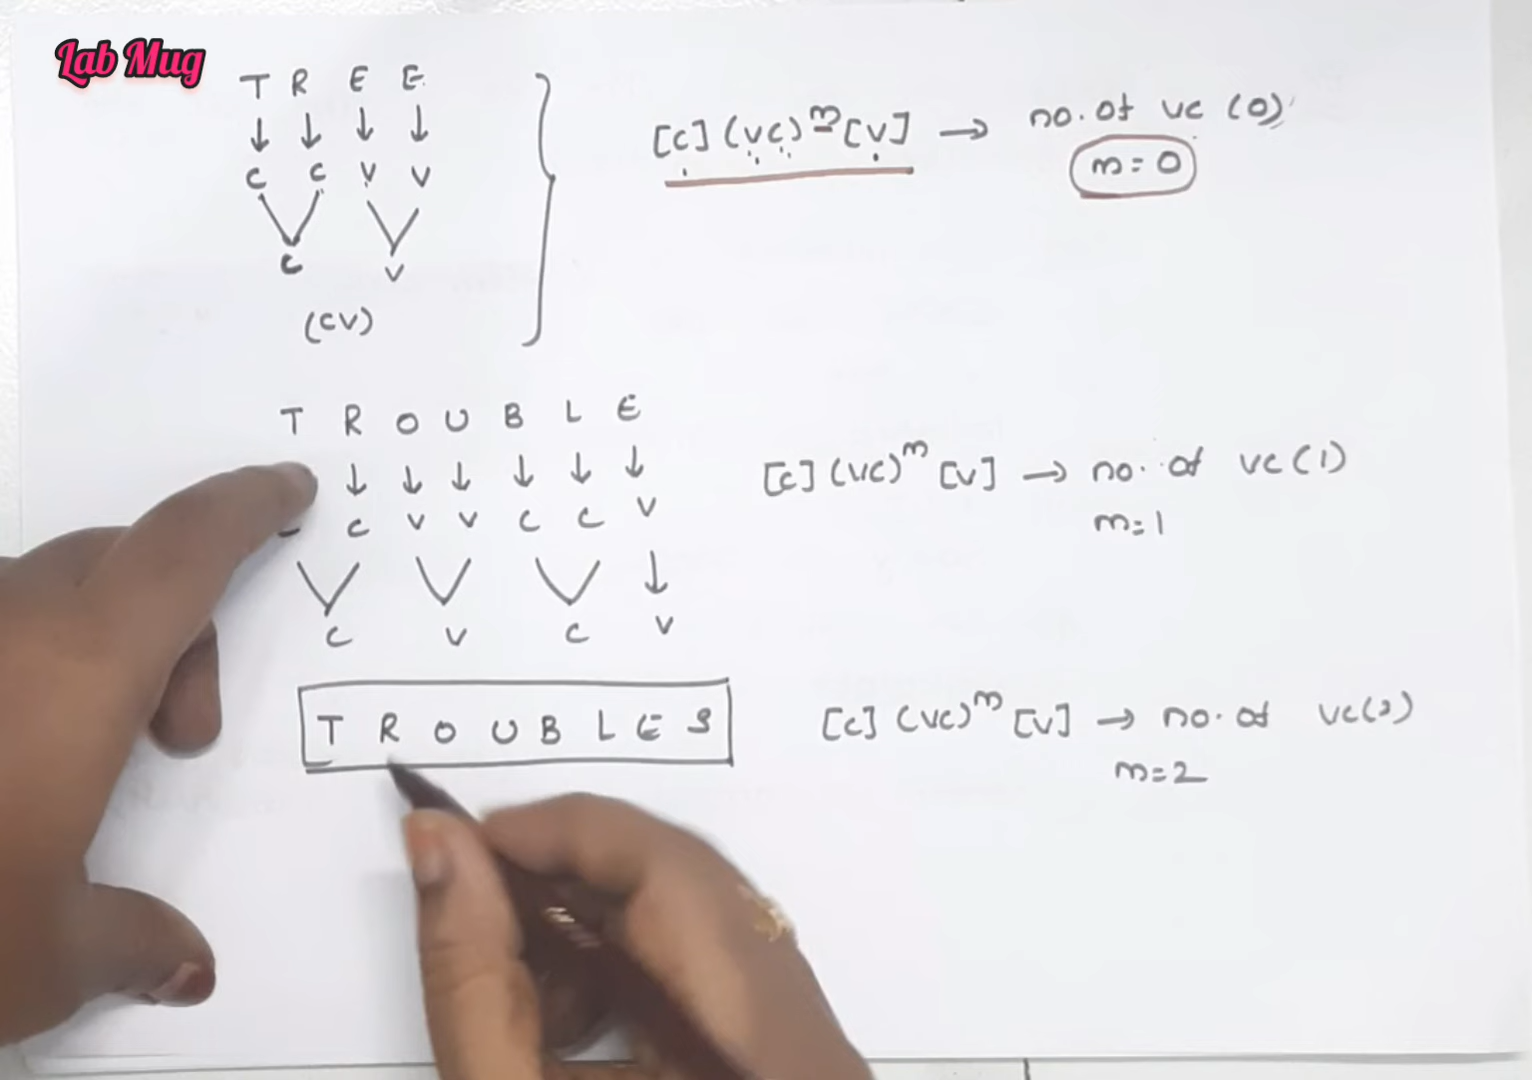 Lab Mug
T R E E
↓ ↓ ↓ ↓
C C V V
C V
(CV)
[C] (VC)^m [V] → no. of VC (0)
m = 0
T R O U B L E
↓ ↓ ↓ ↓ ↓ ↓
C V V C C V
↓
C V C V
[C] (VC)^m [V] → no. of VC (1)
m = 1
T R O U B L E S
[C] (VC)^m [V] → no. of VC (2)
m = 2